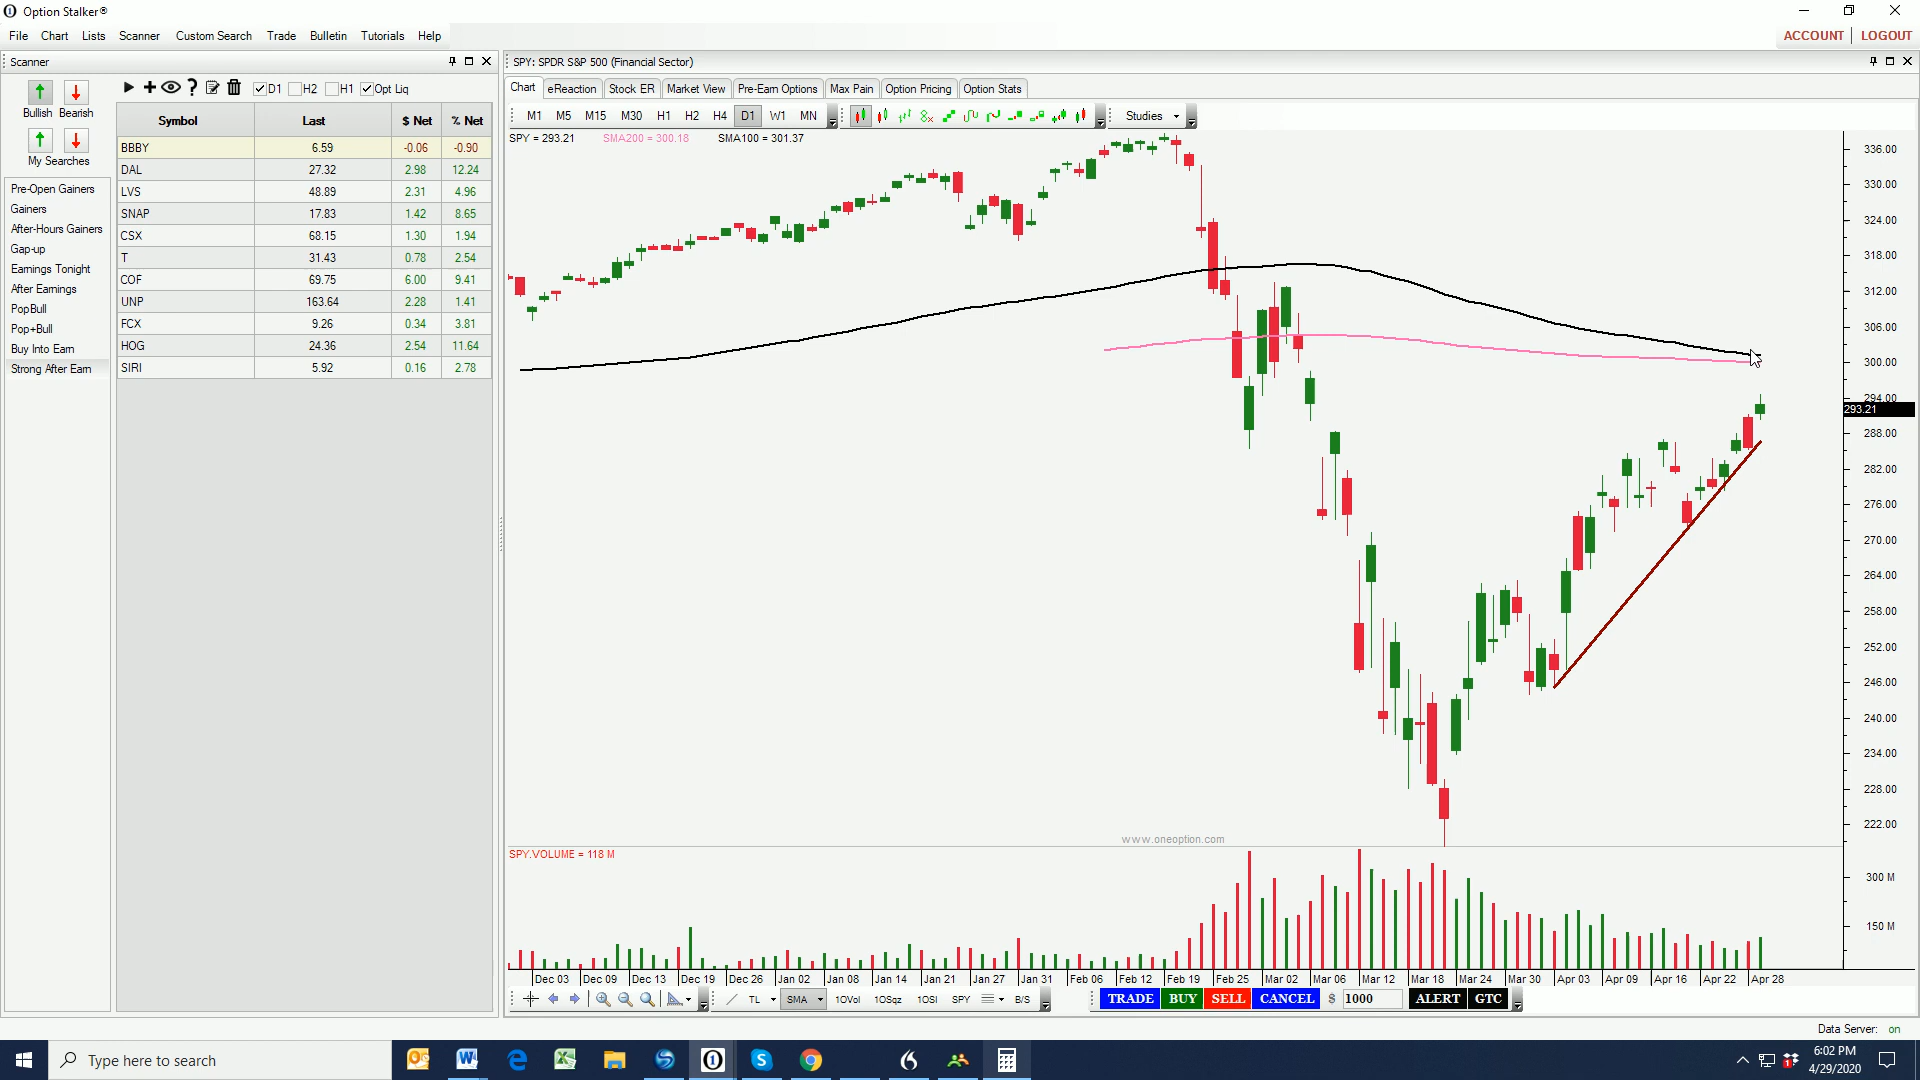 Option Stalker®
File Chart Lists Scanner Custom Search Trade Bulletin Tutorials Help
ACCOUNT LOGOUT
Scanner
Bullish Bearish
My Searches
Pre-Open Gainers
Gainers
After-Hours Gainers
Gap-up
Earnings Tonight
After Earnings
PopBull
Pop+Bull
Buy Into Earn
Strong After Earn
D1 H2 H1 Opt Liq
Symbol Last $ Net % Net
BBBY 6.59 -0.06 -0.90
DAL 27.32 2.98 12.24
LVS 48.89 2.31 4.96
SNAP 17.83 1.42 8.65
CSX 68.15 1.30 1.94
T 31.43 0.78 2.54
COF 69.75 6.00 9.41
UNP 163.64 2.28 1.41
FCX 9.26 0.34 3.81
HOG 24.36 2.54 11.64
SIRI 5.92 0.16 2.78
SPY: SPDR S&P 500 (Financial Sector)
Chart eReaction Stock ER Market View Pre-Earn Options Max Pain Option Pricing Option Stats
M1 M5 M15 M30 H1 H2 H4 D1 W1 MN Studies
SPY = 293.21 SMA200 = 300.18 SMA100 = 301.37
336.00
330.00
324.00
318.00
312.00
306.00
300.00
294.00
293.21
288.00
282.00
276.00
270.00
264.00
258.00
252.00
246.00
240.00
234.00
228.00
222.00
www.oneoption.com
SPY.VOLUME = 118 M
300 M
150 M
Dec 03 Dec 09 Dec 13 Dec 19 Dec 26 Jan 02 Jan 08 Jan 14 Jan 21 Jan 27 Jan 31 Feb 06 Feb 12 Feb 19 Feb 25 Mar 02 Mar 06 Mar 12 Mar 18 Mar 24 Mar 30 Apr 03 Apr 09 Apr 16 Apr 22 Apr 28
TL SMA 1OVol 1OSqz 1OSI SPY B/S
TRADE BUY SELL CANCEL $ 1000 ALERT GTC
Data Server: on
Type here to search
6:02 PM
4/29/2020